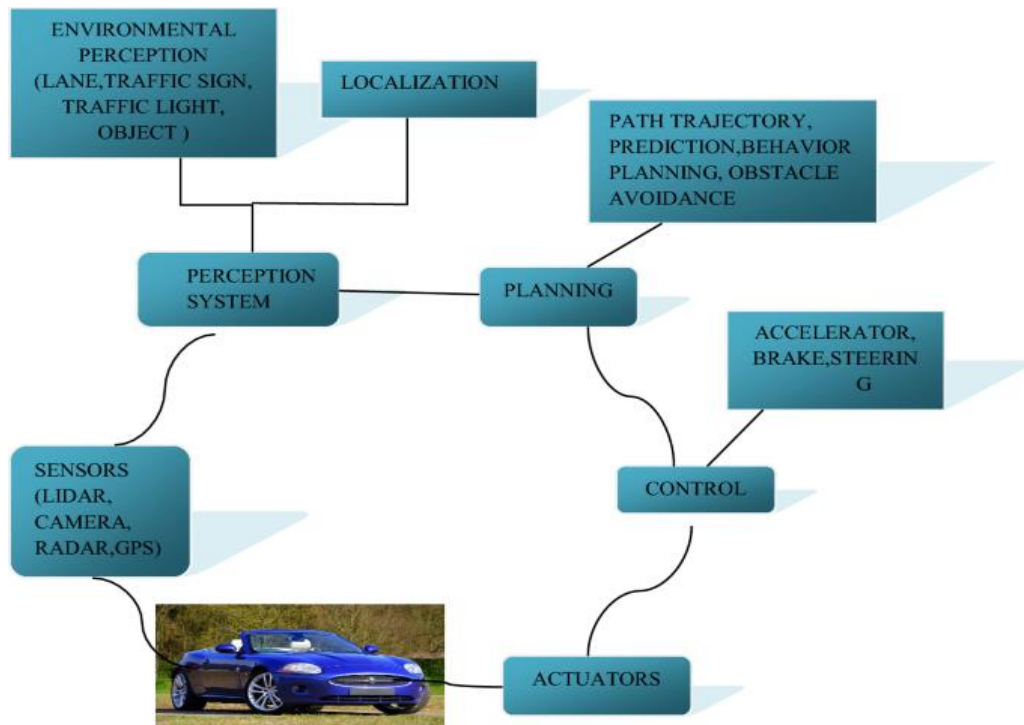 ENVIRONMENTAL
PERCEPTION
(LANE,TRAFFIC SIGN,
TRAFFIC LIGHT,
OBJECT )
LOCALIZATION
PATH TRAJECTORY,
PREDICTION,BEHAVIOR
PLANNING, OBSTACLE
AVOIDANCE
PERCEPTION
SYSTEM
PLANNING
ACCELERATOR,
BRAKE,STEERIN
G
SENSORS
(LIDAR,
CAMERA,
RADAR,GPS)
CONTROL
ACTUATORS